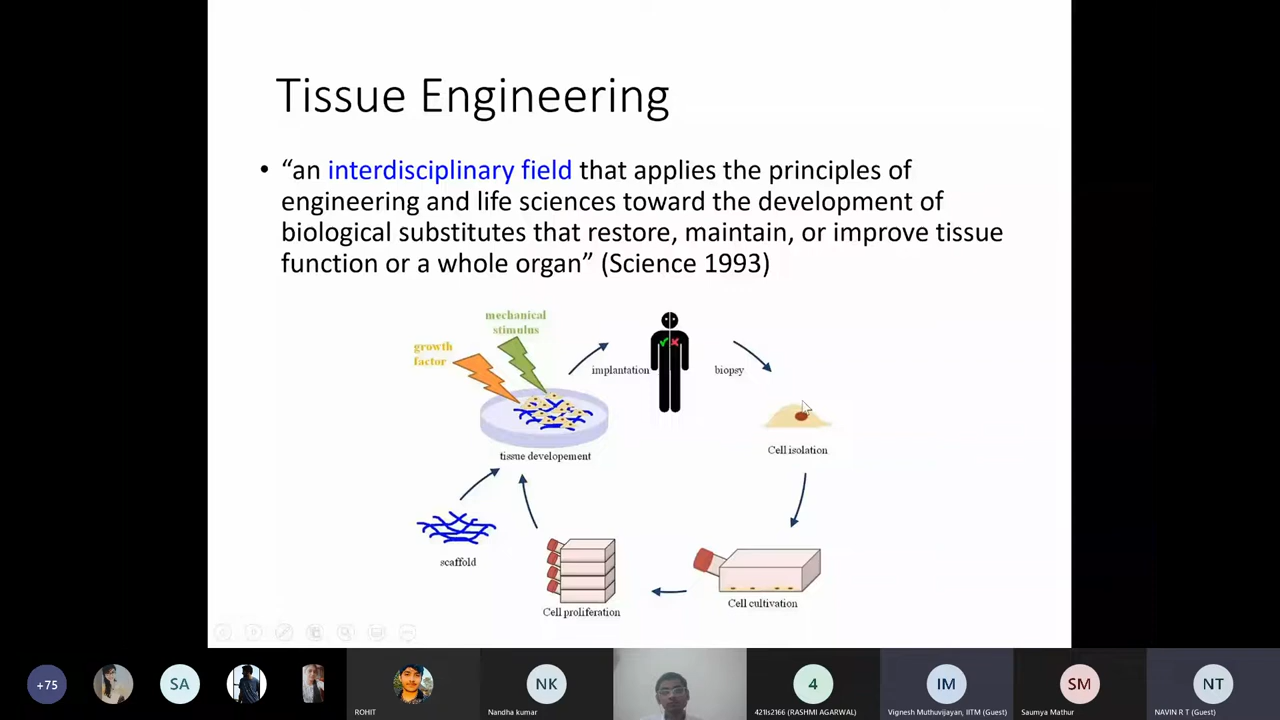 Tissue Engineering
• “an interdisciplinary field that applies the principles of
engineering and life sciences toward the development of
biological substitutes that restore, maintain, or improve tissue
function or a whole organ” (Science 1993)
mechanical
stimulus
growth
factor
implantation
biopsy
Cell isolation
tissue developement
scaffold
Cell proliferation
Cell cultivation
+75
SA
ROHIT
NK
Nandha kumar
4
421ls2166 (RASHMI AGARWAL)
IM
Vignesh Muthuvijayan, IITM (Guest)
SM
Saumya Mathur
NT
NAVIN R T (Guest)